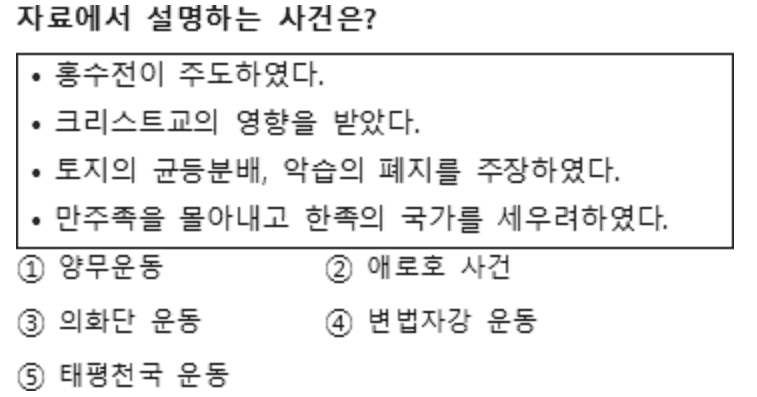 자료에서 설명하는 사건은?
• 홍수전이 주도하였다.
• 크리스트교의 영향을 받았다.
• 토지의 균등분배, 악습의 폐지를 주장하였다.
• 만주족을 몰아내고 한족의 국가를 세우려하였다.
① 양무운동 ② 애로호 사건
③ 의화단 운동 ④ 변법자강 운동
⑤ 태평천국 운동